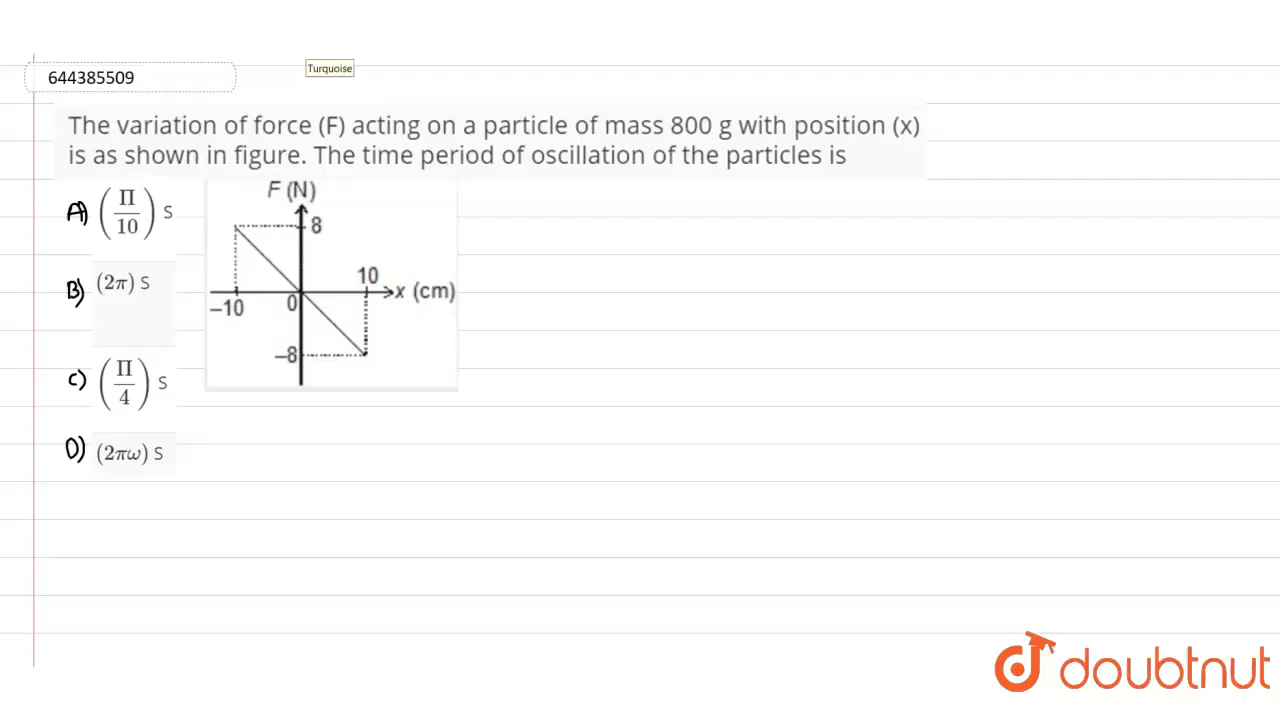 644385509
Turquoise
The variation of force (F) acting on a particle of mass 800 g with position (x)
is as shown in figure. The time period of oscillation of the particles is
A) (Π/10) S
B) (2π) S
C) (Π/4) S
D) (2πω) S
F (N)
8
10
x (cm)
–10
0
–8
doubtnut